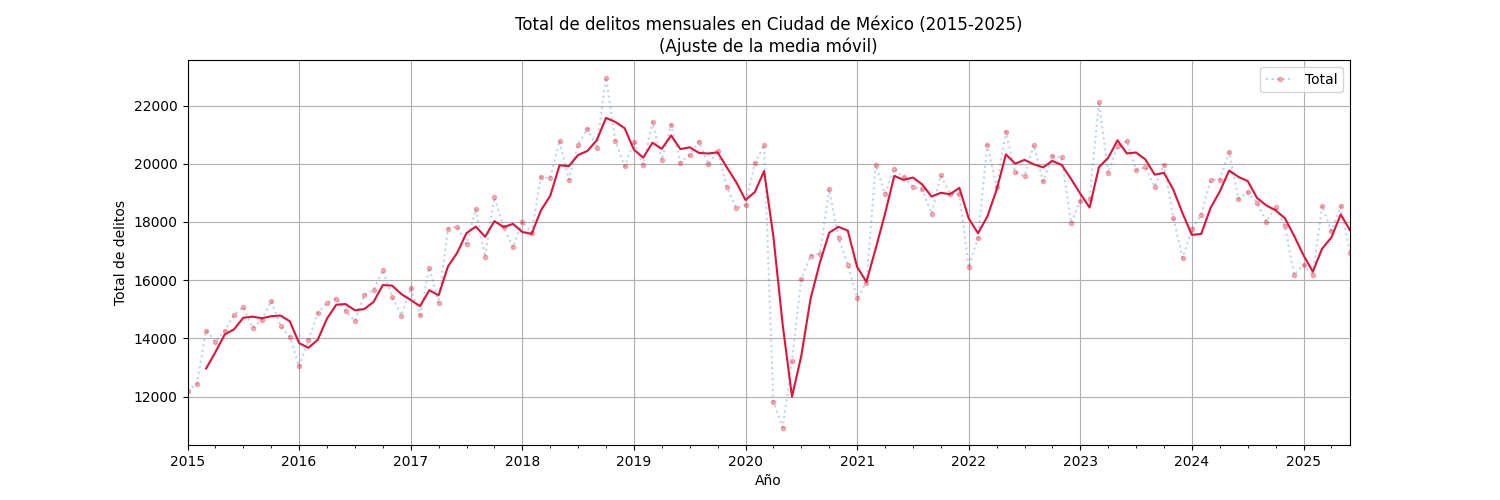 Total de delitos mensuales en Ciudad de México (2015-2025)
(Ajuste de la media móvil)
Total
Total de delitos
22000
20000
18000
16000
14000
12000
2015 2016 2017 2018 2019 2020 2021 2022 2023 2024 2025
Año